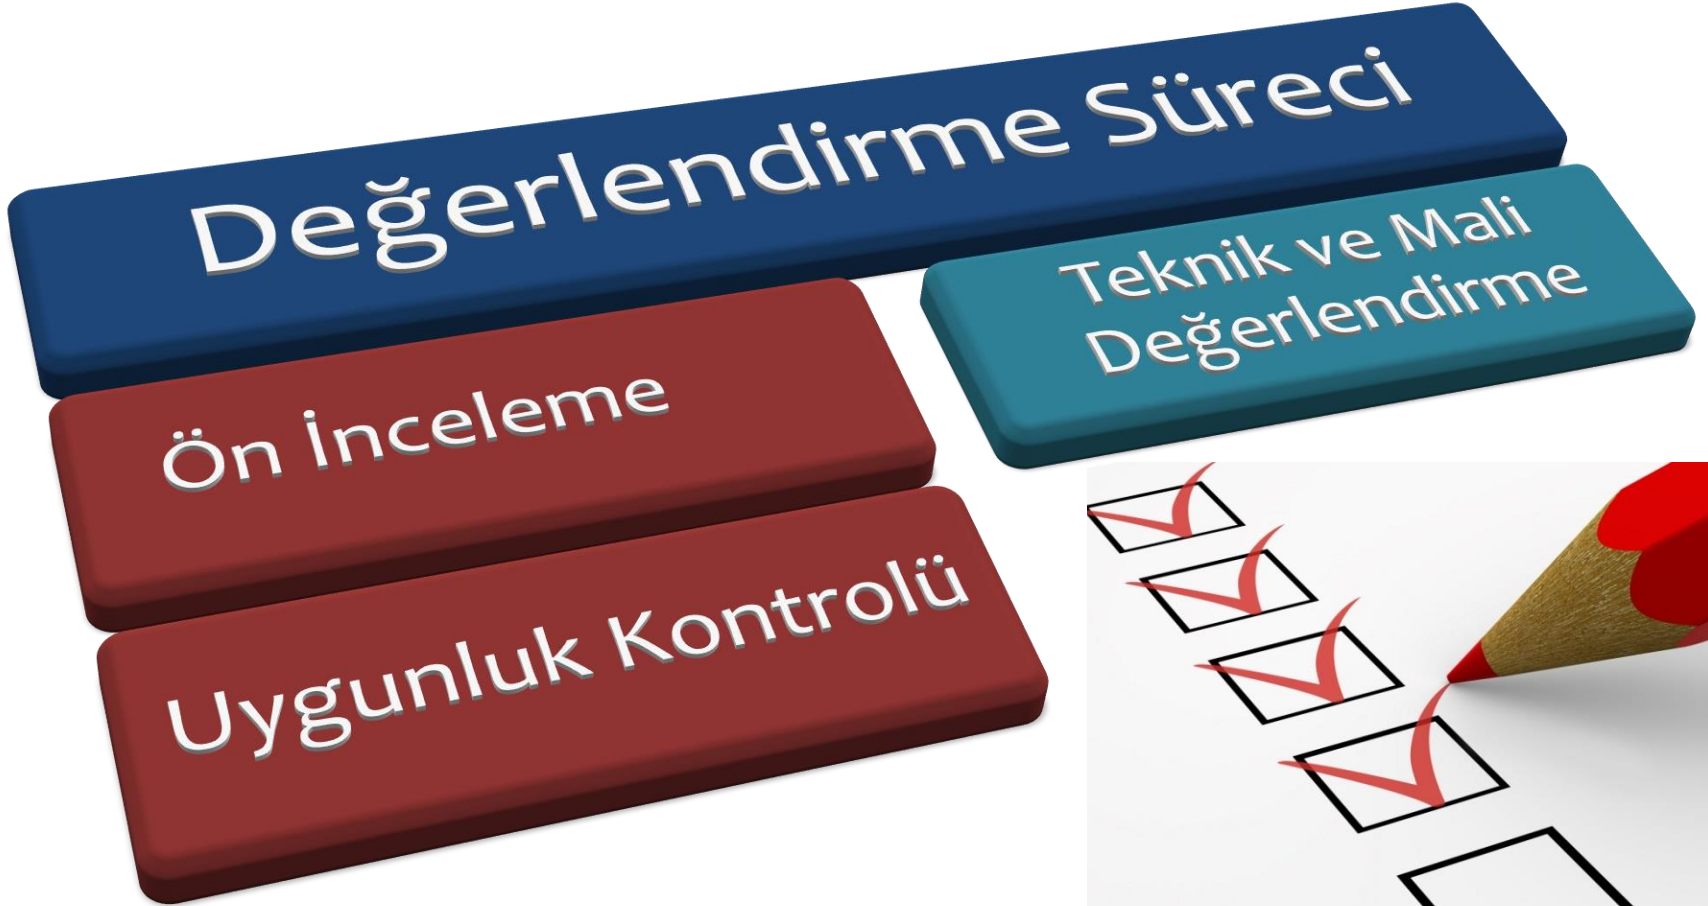 Değerlendirme Süreci
Ön İnceleme
Uygunluk Kontrolü
Teknik ve Mali
Değerlendirme